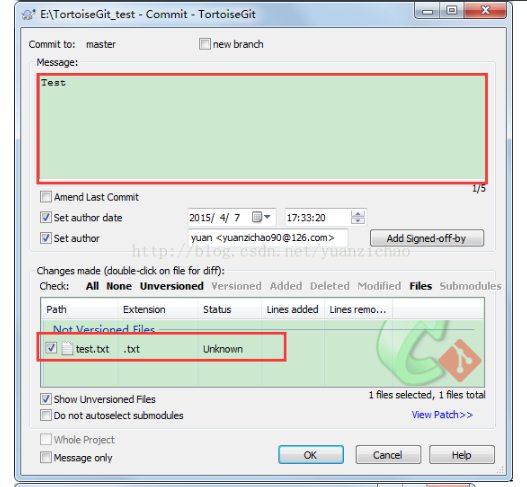 E:\TortoiseGit_test - Commit - TortoiseGit
Commit to: master new branch
Message:
Test
1/5
Amend Last Commit
Set author date 2015/ 4/ 7 17:33:20
Set author yuan <yuanzichao90@126.com> Add Signed-off-by
http://blog.csdn.net/yuanzichao
Changes made (double-click on file for diff):
Check: All None Unversioned Versioned Added Deleted Modified Files Submodules
Path Extension Status Lines added Lines remo...
Not Versioned Files
test.txt .txt Unknown
Show Unversioned Files 1 files selected, 1 files total
Do not autoselect submodules View Patch>>
Whole Project
Message only OK Cancel Help